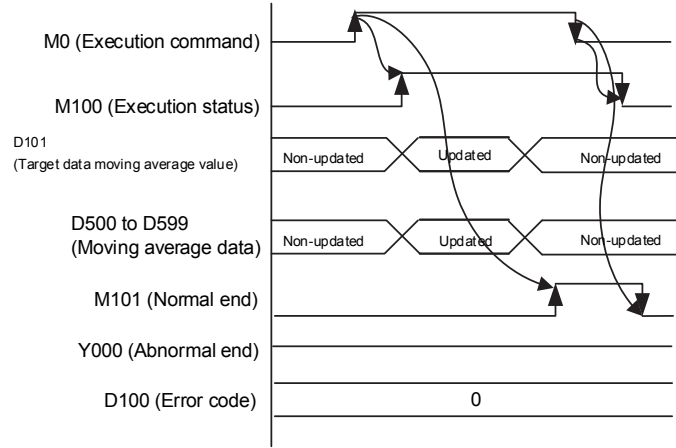 M0 (Execution command)
M100 (Execution status)
D101
(Target data moving average value)
Non-updated Updated Non-updated
D500 to D599
(Moving average data)
Non-updated Updated Non-updated
M101 (Normal end)
Y000 (Abnormal end)
D100 (Error code)
0